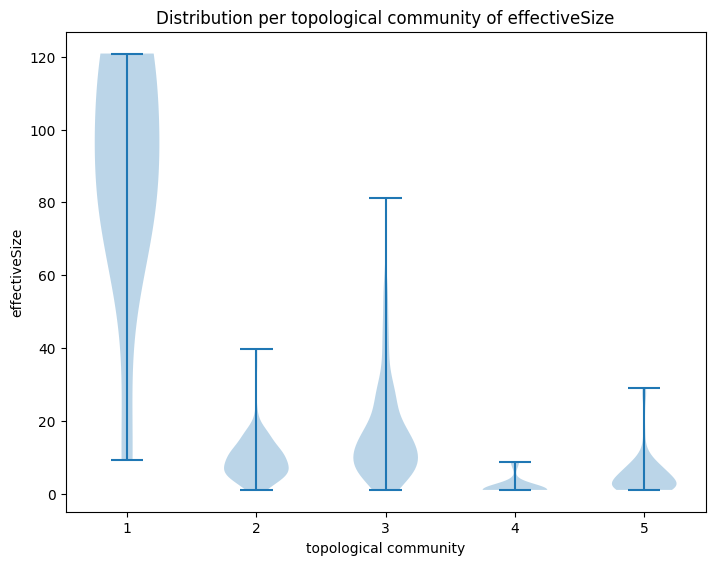 Distribution per topological community of effectiveSize
120
100
80
60
40
20
0
effectiveSize
1 2 3 4 5
topological community